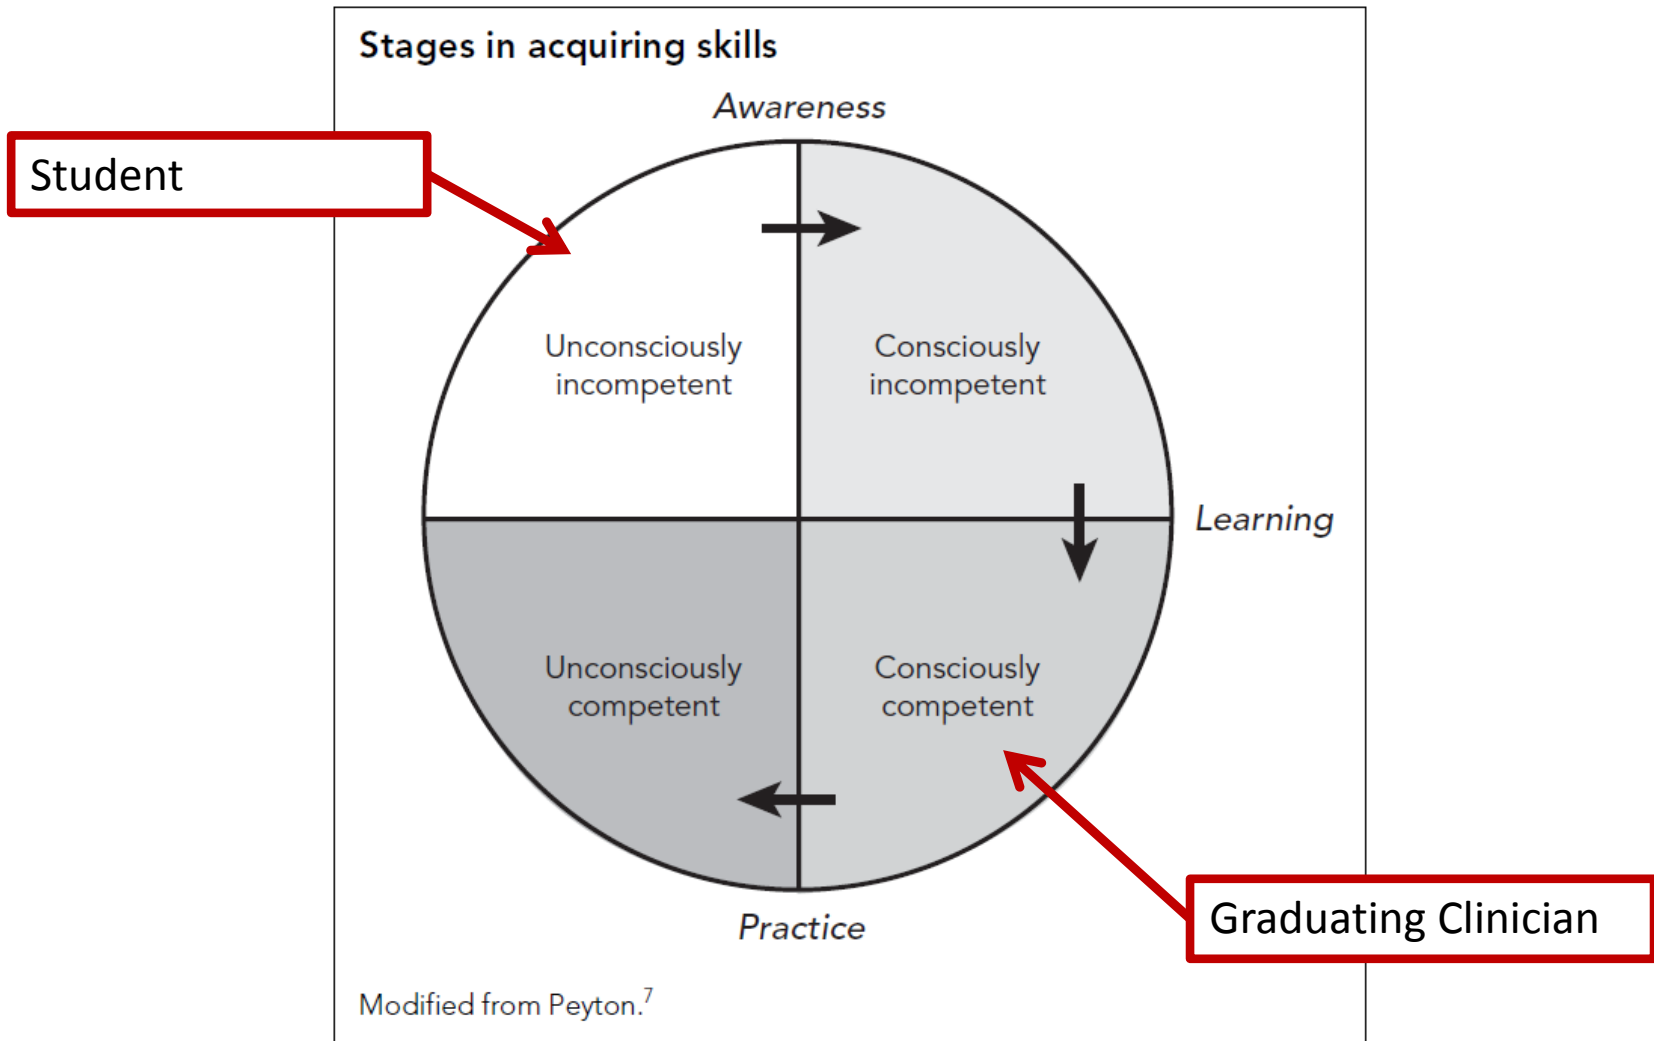 Stages in acquiring skills
Awareness
Student
Unconsciously
incompetent
Consciously
incompetent
Learning
Unconsciously
competent
Consciously
competent
Graduating Clinician
Practice
Modified from Peyton.⁷